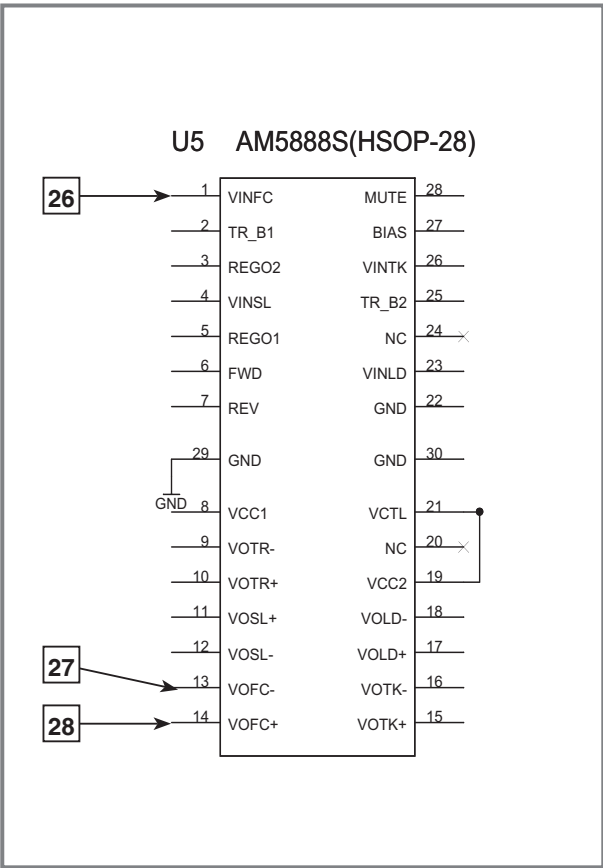 U5 AM5888S(HSOP-28)
26 1 VINFC MUTE 28
2 TR_B1 BIAS 27
3 REGO2 VINTK 26
4 VINSL TR_B2 25
5 REGO1 NC 24
6 FWD VINLD 23
7 REV GND 22
29 GND GND 30
GND 8 VCC1 VCTL 21
9 VOTR- NC 20
10 VOTR+ VCC2 19
11 VOSL+ VOLD- 18
12 VOSL- VOLD+ 17
27 13 VOFC- VOTK- 16
28 14 VOFC+ VOTK+ 15